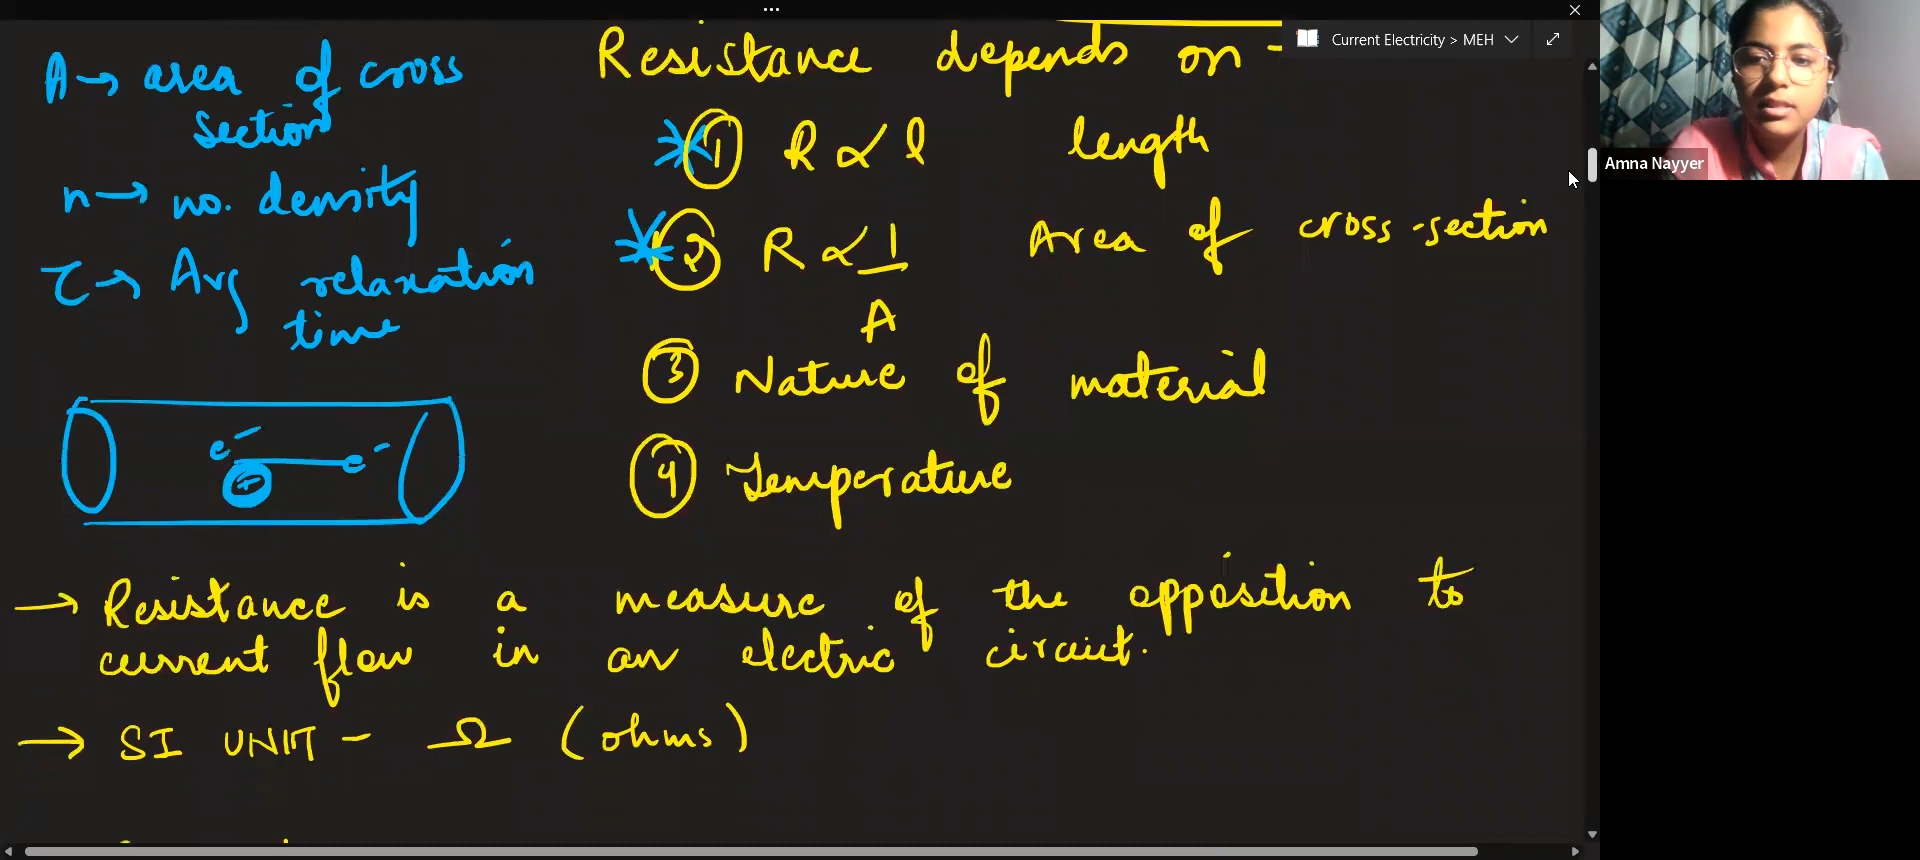 Current Electricity > MEH
Amna Nayyer
A → area of cross
section
n → no. density
τ → Avg relaxation
time
e⁻ e⁻
+
Resistance depends on -
① R ∝ l length
② R ∝ 1/A Area of cross-section
③ Nature of material
④ Temperature
→ Resistance is a measure of the opposition to
current flow in an electric circuit.
→ SI UNIT - Ω (ohms)